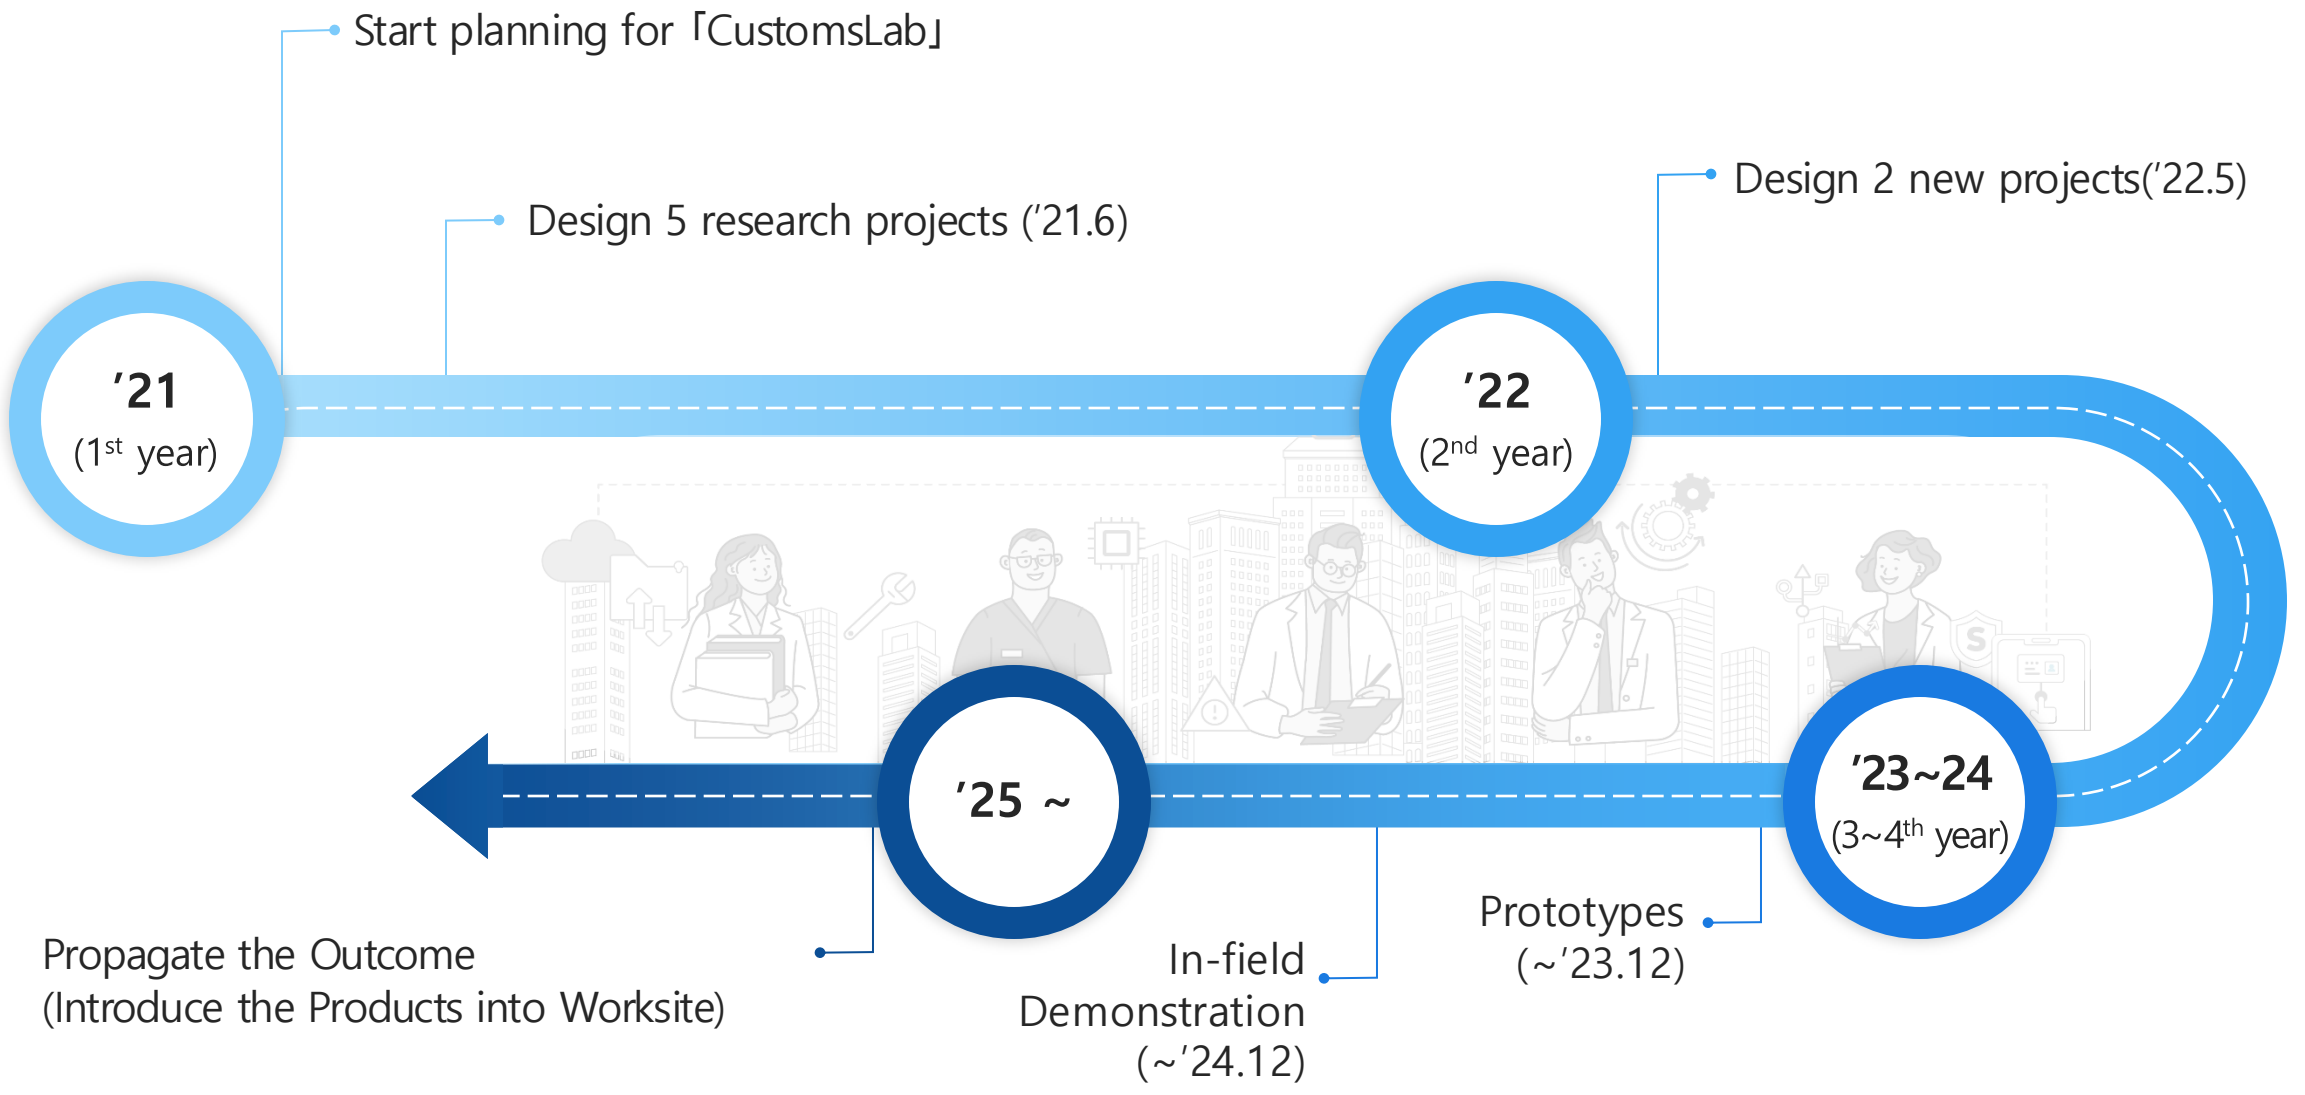 Start planning for「CustomsLab」
Design 5 research projects (’21.6)
Design 2 new projects(’22.5)
’21
(1st year)
’22
(2nd year)
’23~24
(3~4th year)
’25 ~
Prototypes
(~’23.12)
In-field
Demonstration
(~’24.12)
Propagate the Outcome
(Introduce the Products into Worksite)